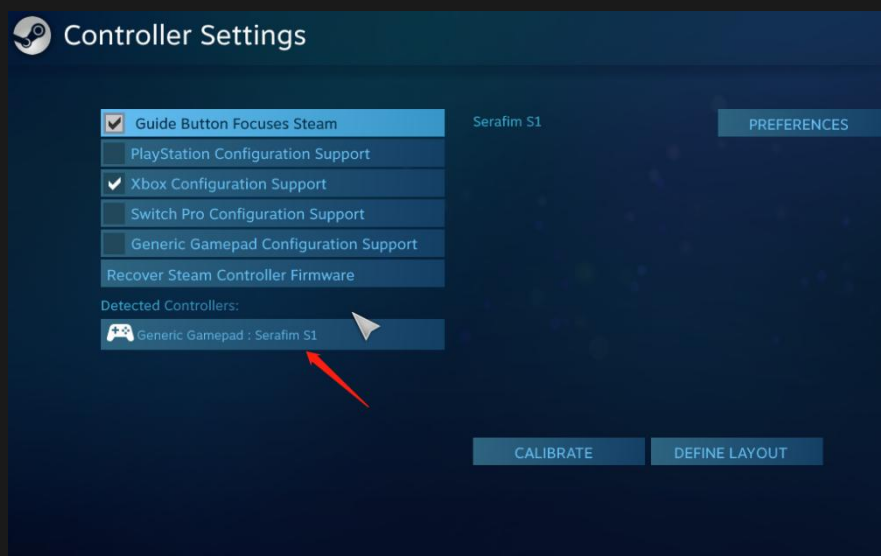 Controller Settings
Guide Button Focuses Steam
PlayStation Configuration Support
Xbox Configuration Support
Switch Pro Configuration Support
Generic Gamepad Configuration Support
Recover Steam Controller Firmware
Detected Controllers:
Generic Gamepad : Serafim S1
Serafim S1
PREFERENCES
CALIBRATE
DEFINE LAYOUT